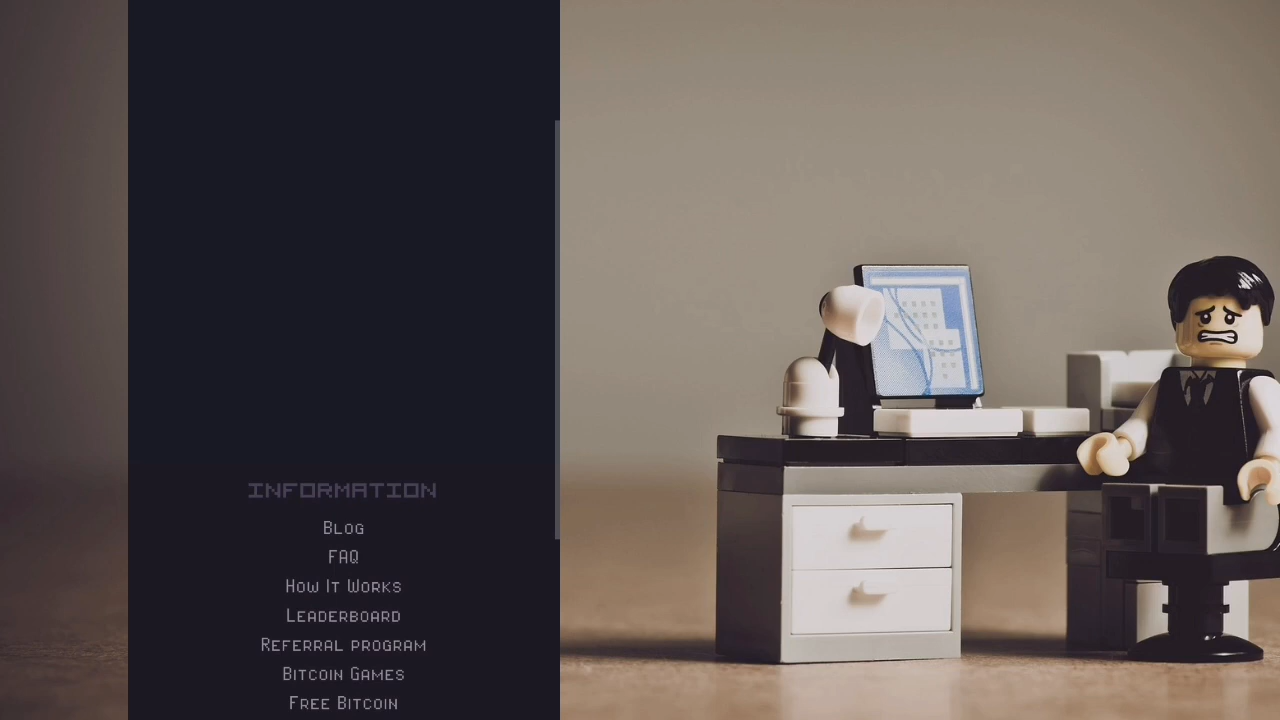 INFORMATION
Blog
FAQ
How It Works
Leaderboard
Referral program
Bitcoin Games
Free Bitcoin